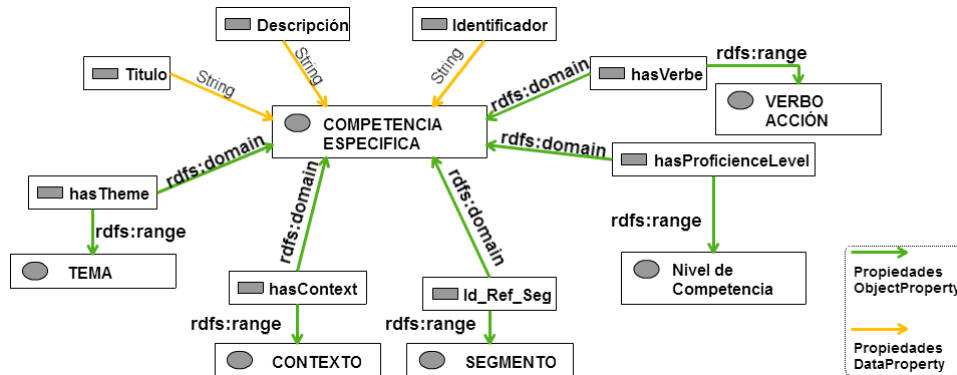 Descripción
Identificador
Titulo
String
String
String
hasVerbe
rdfs:range
rdfs:domain
VERBO
ACCIÓN
COMPETENCIA
ESPECIFICA
rdfs:domain
hasProficienceLevel
rdfs:domain
hasTheme
rdfs:range
rdfs:domain
rdfs:domain
rdfs:range
TEMA
hasContext
Id_Ref_Seg
Nivel de
Competencia
rdfs:range
rdfs:range
CONTEXTO
SEGMENTO
Propiedades
ObjectProperty
Propiedades
DataProperty